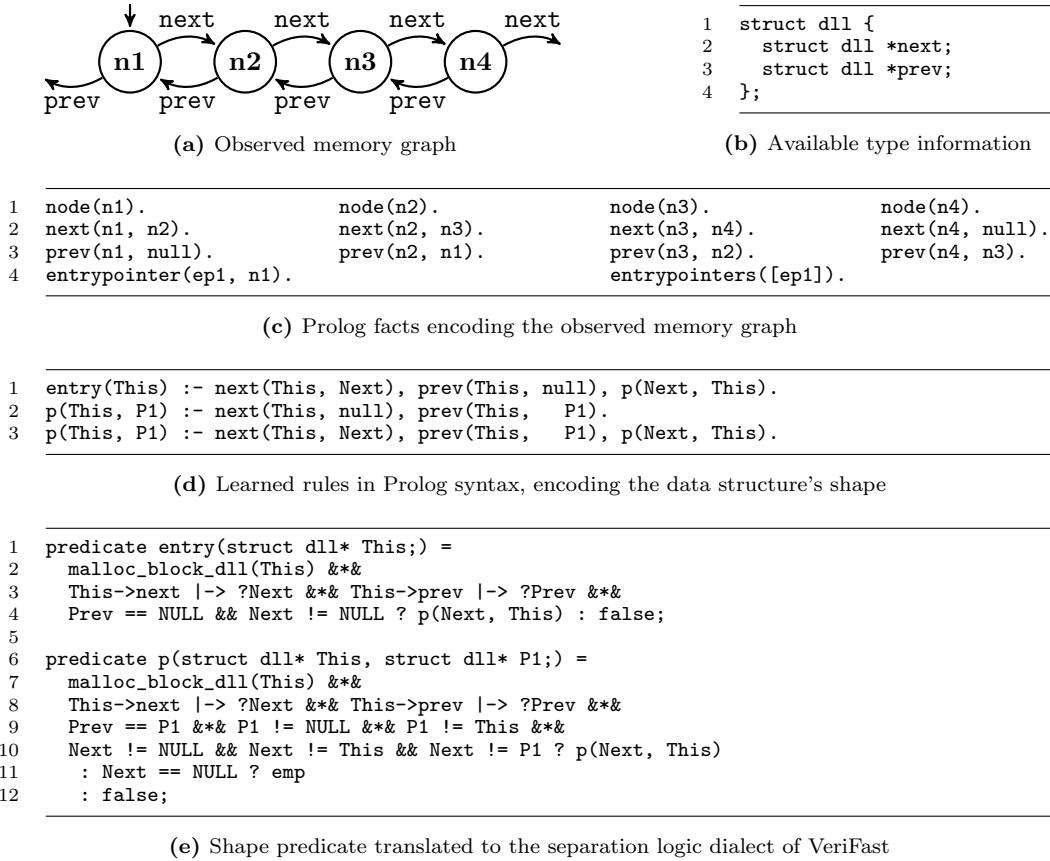 next next next next
n1 n2 n3 n4
prev prev prev prev
(a) Observed memory graph
1 struct dll {
2   struct dll *next;
3   struct dll *prev;
4 };
(b) Available type information
1 node(n1). node(n2). node(n3). node(n4).
2 next(n1, n2). next(n2, n3). next(n3, n4). next(n4, null).
3 prev(n1, null). prev(n2, n1). prev(n3, n2). prev(n4, n3).
4 entrypointer(ep1, n1). entrypointers([ep1]).
(c) Prolog facts encoding the observed memory graph
1 entry(This) :- next(This, Next), prev(This, null), p(Next, This).
2 p(This, P1) :- next(This, null), prev(This,   P1).
3 p(This, P1) :- next(This, Next), prev(This,   P1), p(Next, This).
(d) Learned rules in Prolog syntax, encoding the data structure's shape
1 predicate entry(struct dll* This;) =
2   malloc_block_dll(This) &*&
3   This->next |-> ?Next &*& This->prev |-> ?Prev &*&
4   Prev == NULL && Next != NULL ? p(Next, This) : false;
5
6 predicate p(struct dll* This, struct dll* P1;) =
7   malloc_block_dll(This) &*&
8   This->next |-> ?Next &*& This->prev |-> ?Prev &*&
9   Prev == P1 &*& P1 != NULL &*& P1 != This &*&
10   Next != NULL && Next != This && Next != P1 ? p(Next, This)
11    : Next == NULL ? emp
12    : false;
(e) Shape predicate translated to the separation logic dialect of VeriFast